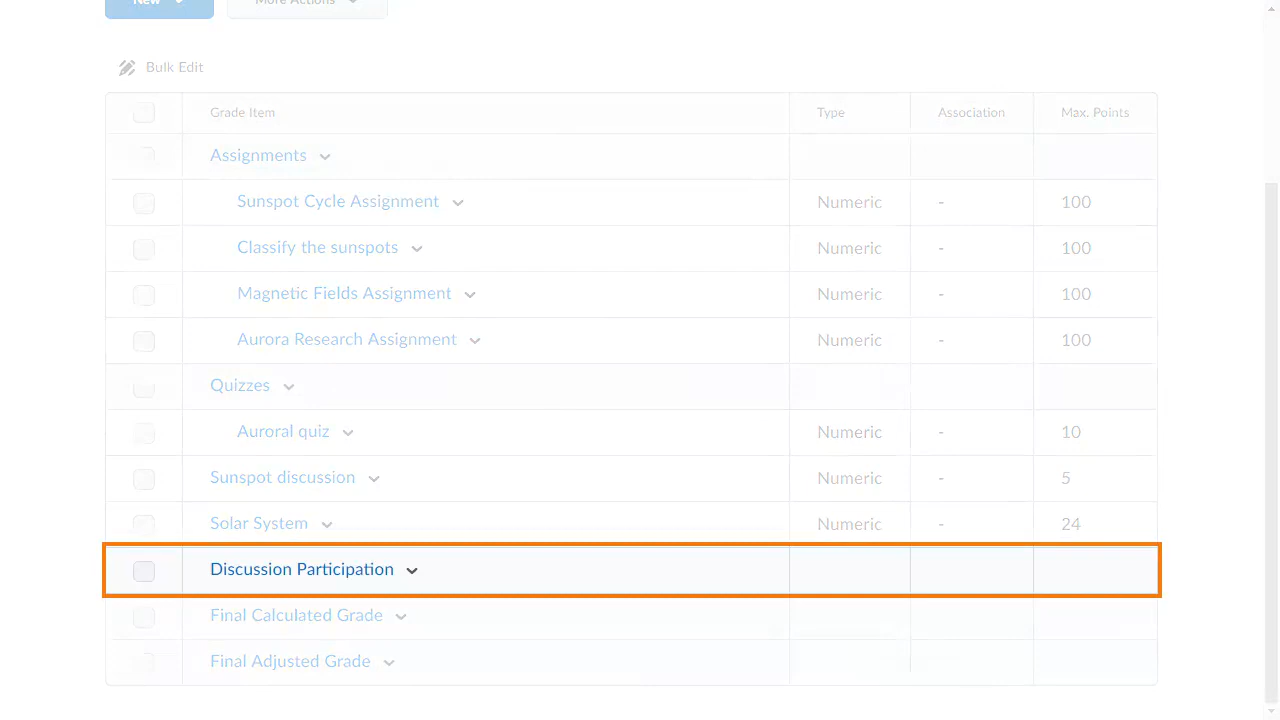 New
More Actions
Bulk Edit
Grade Item Type Association Max. Points
Assignments
Sunspot Cycle Assignment Numeric - 100
Classify the sunspots Numeric - 100
Magnetic Fields Assignment Numeric - 100
Aurora Research Assignment Numeric - 100
Quizzes
Auroral quiz Numeric - 10
Sunspot discussion Numeric - 5
Solar System Numeric - 24
Discussion Participation
Final Calculated Grade
Final Adjusted Grade